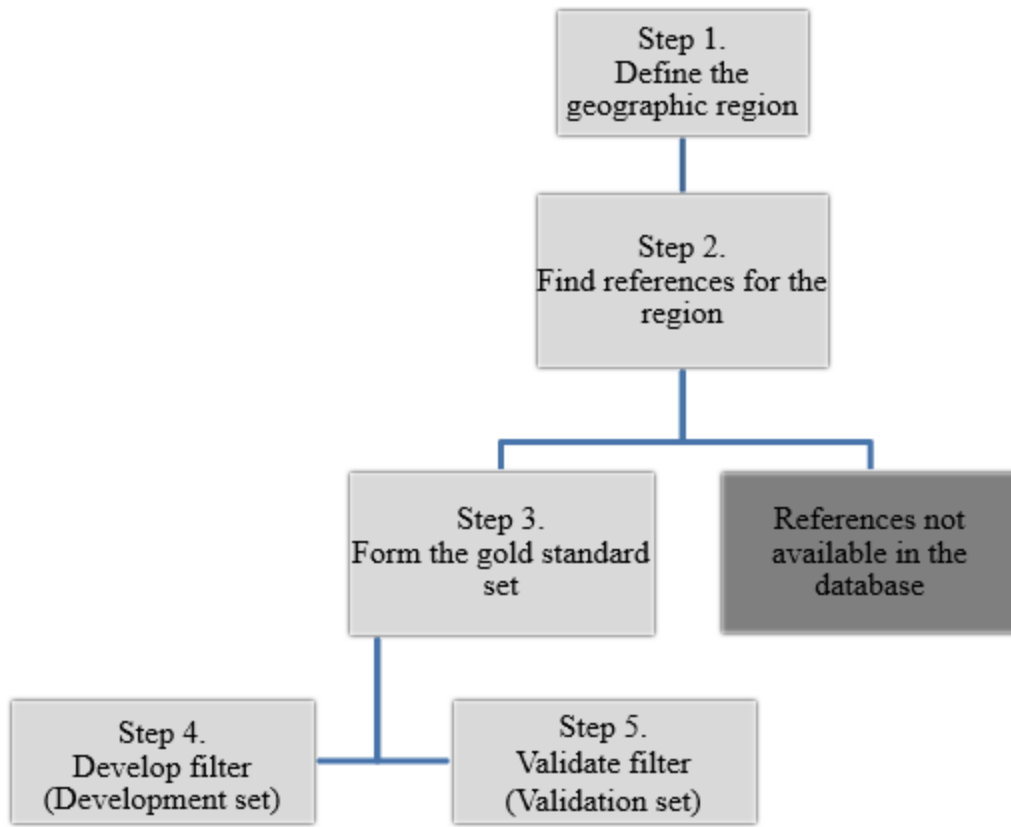 Step 1.
Define the
geographic region
Step 2.
Find references for the
region
Step 3.
Form the gold standard
set
References not
available in the
database
Step 4.
Develop filter
(Development set)
Step 5.
Validate filter
(Validation set)